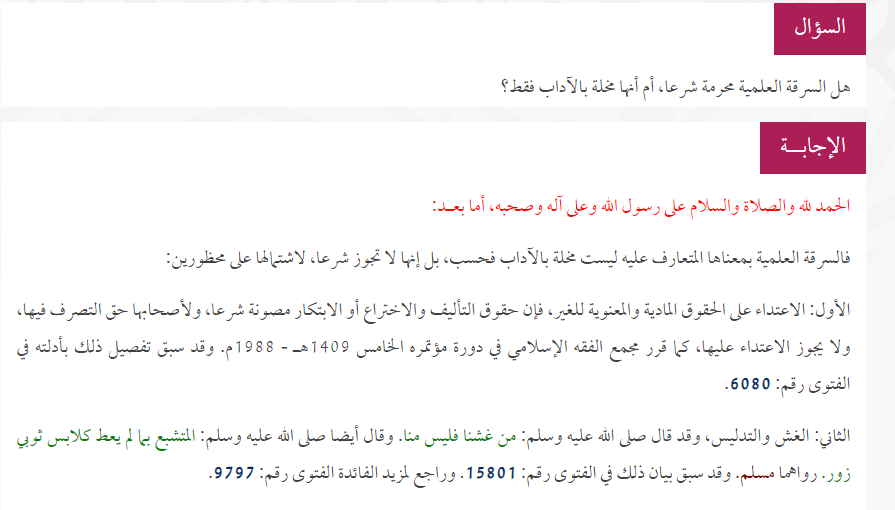 السؤال
هل السرقة العلمية محرمة شرعا، أم أنها مخلة بالآداب فقط؟
الإجابــة
الحمد لله والصلاة والسلام على رسول الله وعلى آله وصحبه، أما بعـد:
فالسرقة العلمية بمعناها المتعارف عليه ليست مخلة بالآداب فحسب، بل إنها لا تجوز شرعا، لاشتمالها على محظورين:
الأول: الاعتداء على الحقوق المادية والمعنوية للغير، فإن حقوق التأليف والاختراع أو الابتكار مصونة شرعا، ولأصحابها حق التصرف فيها،
ولا يجوز الاعتداء عليها، كما قرر مجمع الفقه الإسلامي في دورة مؤتمره الخامس 1409هـ - 1988م. وقد سبق تفصيل ذلك بأدلته في
الفتوى رقم: 6080.
الثاني: الغش والتدليس، وقد قال صلى الله عليه وسلم: من غشنا فليس منا. وقال أيضا صلى الله عليه وسلم: المتشبع بما لم يعط كلابس ثوبي
زور. رواهما مسلم. وقد سبق بيان ذلك في الفتوى رقم: 15801. وراجع لمزيد الفائدة الفتوى رقم: 9797.